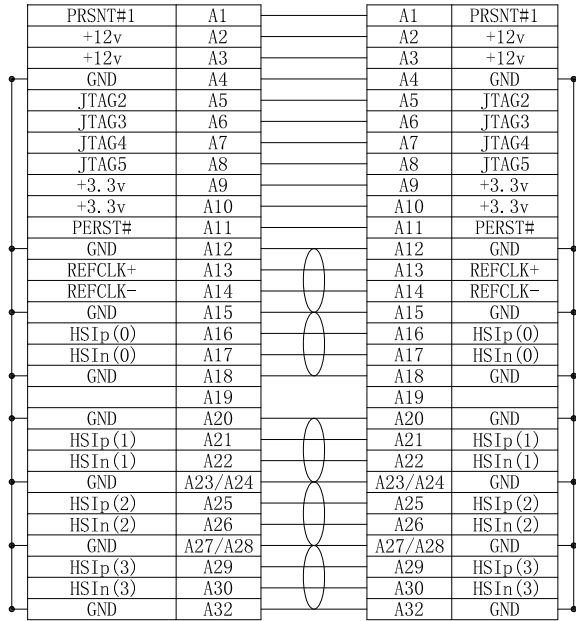 PRSNT#1 A1 A1 PRSNT#1
+12v A2 A2 +12v
+12v A3 A3 +12v
GND A4 A4 GND
JTAG2 A5 A5 JTAG2
JTAG3 A6 A6 JTAG3
JTAG4 A7 A7 JTAG4
JTAG5 A8 A8 JTAG5
+3.3v A9 A9 +3.3v
+3.3v A10 A10 +3.3v
PERST# A11 A11 PERST#
GND A12 A12 GND
REFCLK+ A13 A13 REFCLK+
REFCLK- A14 A14 REFCLK-
GND A15 A15 GND
HSIp(0) A16 A16 HSIp(0)
HSIn(0) A17 A17 HSIn(0)
GND A18 A18 GND
A19 A19
GND A20 A20 GND
HSIp(1) A21 A21 HSIp(1)
HSIn(1) A22 A22 HSIn(1)
GND A23/A24 A23/A24 GND
HSIp(2) A25 A25 HSIp(2)
HSIn(2) A26 A26 HSIn(2)
GND A27/A28 A27/A28 GND
HSIp(3) A29 A29 HSIp(3)
HSIn(3) A30 A30 HSIn(3)
GND A32 A32 GND